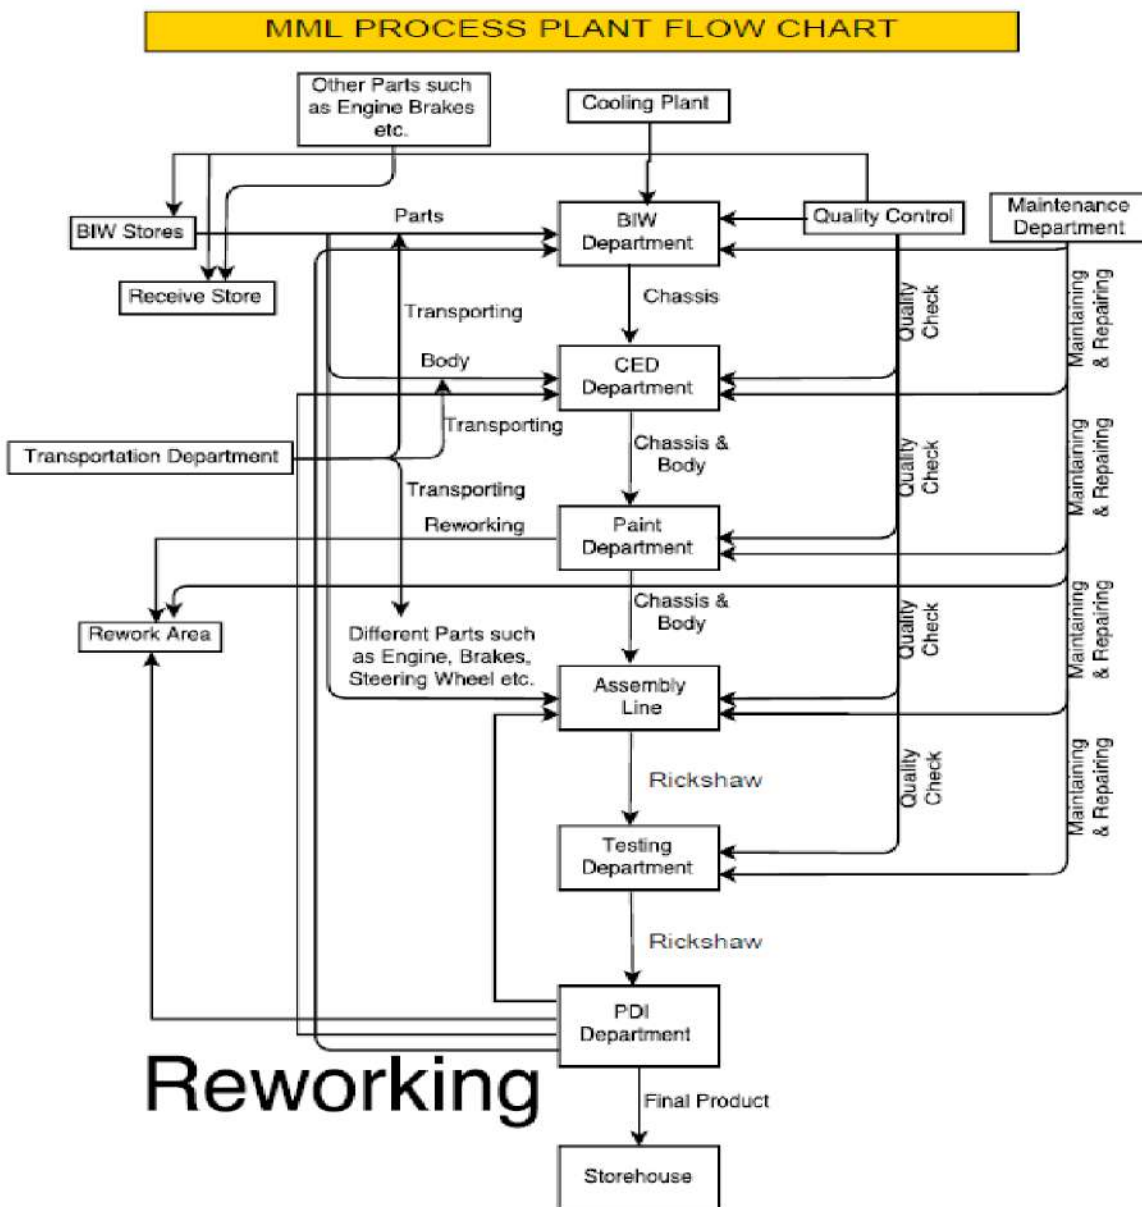 MML PROCESS PLANT FLOW CHART
Other Parts such
as Engine Brakes
etc.
Cooling Plant
BIW Stores
Parts
BIW
Department
Quality Control
Maintenance
Department
Receive Store
Transporting
Chassis
Quality
Check
Maintaining
& Repairing
Body
CED
Department
Transporting
Transportation Department
Chassis &
Body
Quality
Check
Maintaining
& Repairing
Transporting
Reworking
Paint
Department
Chassis &
Body
Quality
Check
Maintaining
& Repairing
Rework Area
Different Parts such
as Engine, Brakes,
Steering Wheel etc.
Assembly
Line
Rickshaw
Quality
Check
Maintaining
& Repairing
Testing
Department
Rickshaw
PDI
Department
Reworking
Final Product
Storehouse